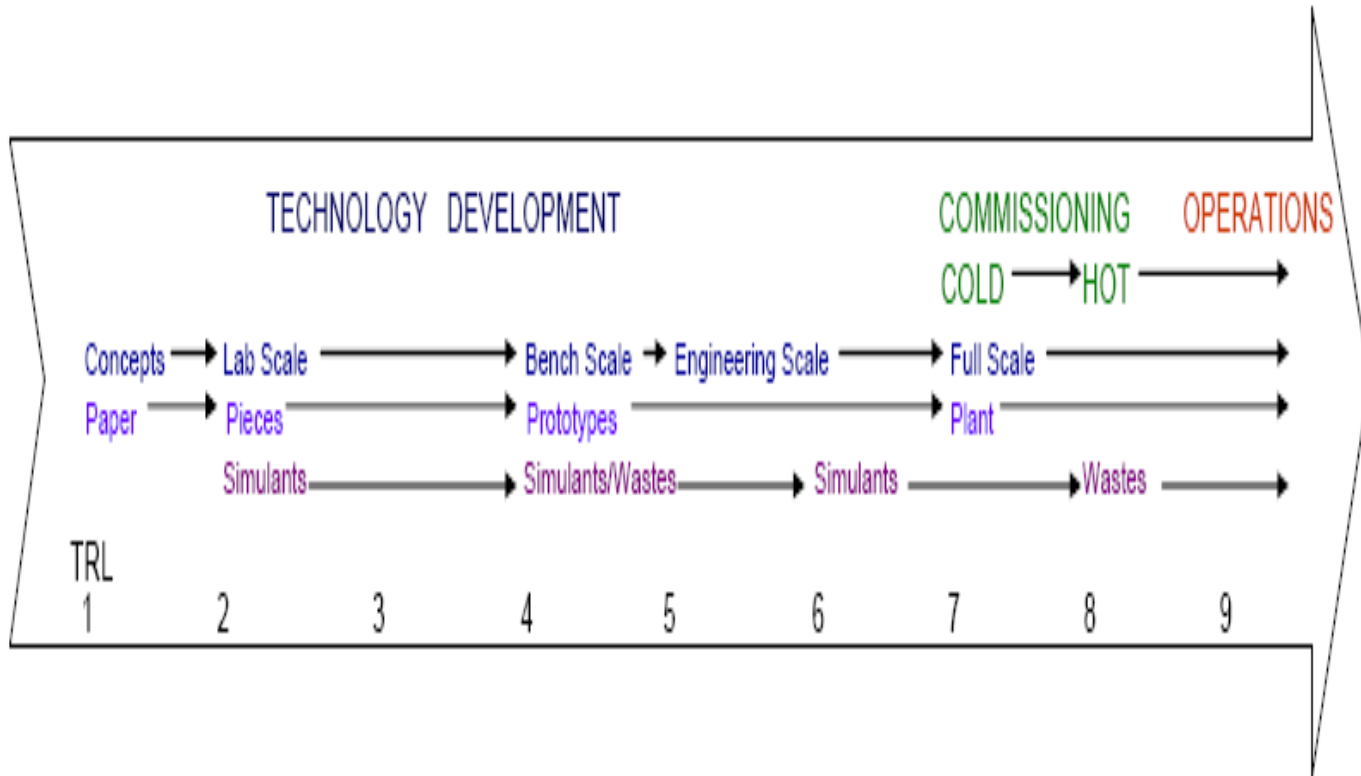 TECHNOLOGY DEVELOPMENT COMMISSIONING OPERATIONS
COLD HOT
Concepts Lab Scale Bench Scale Engineering Scale Full Scale
Paper Pieces Prototypes Plant
Simulants Simulants/Wastes Simulants Wastes
TRL
1 2 3 4 5 6 7 8 9